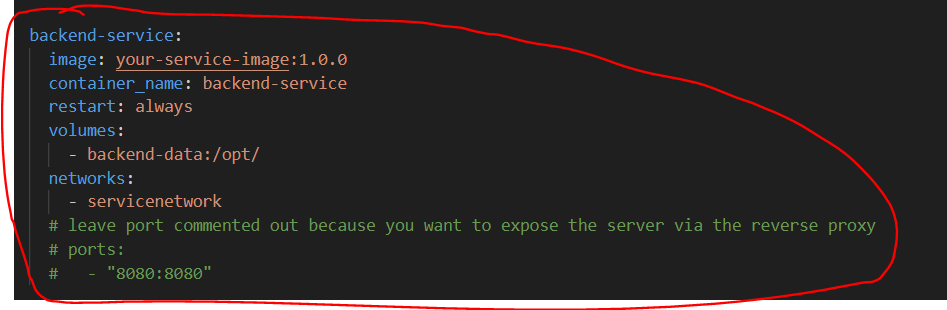 backend-service:
image: your-service-image:1.0.0
container_name: backend-service
restart: always
volumes:
- backend-data:/opt/
networks:
- servicenetwork
# leave port commented out because you want to expose the server via the reverse proxy
# ports:
#   - "8080:8080"